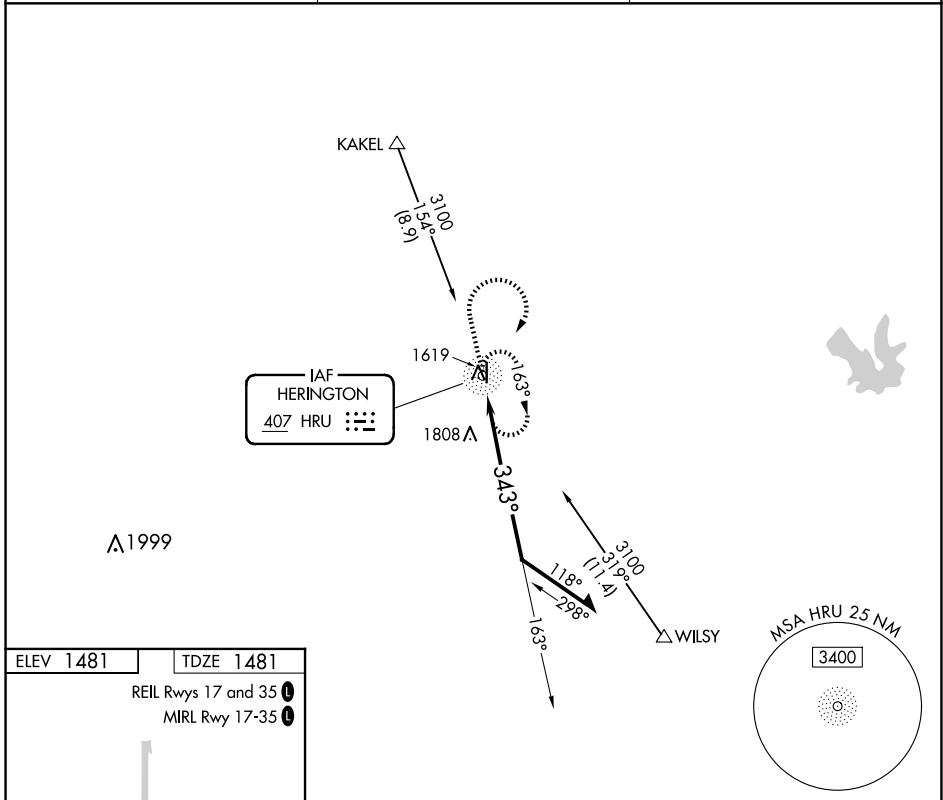 KAKEL
3100
154°
(8.9)
1619
163°
IAF
HERINGTON
407 HRU
1808
343°
1999
3100
319°
(11.4)
118°
298°
163°
WILSY
MSA HRU 25 NM
3400
ELEV 1481
TDZE 1481
REIL Rwys 17 and 35 L
MIRL Rwy 17-35 L